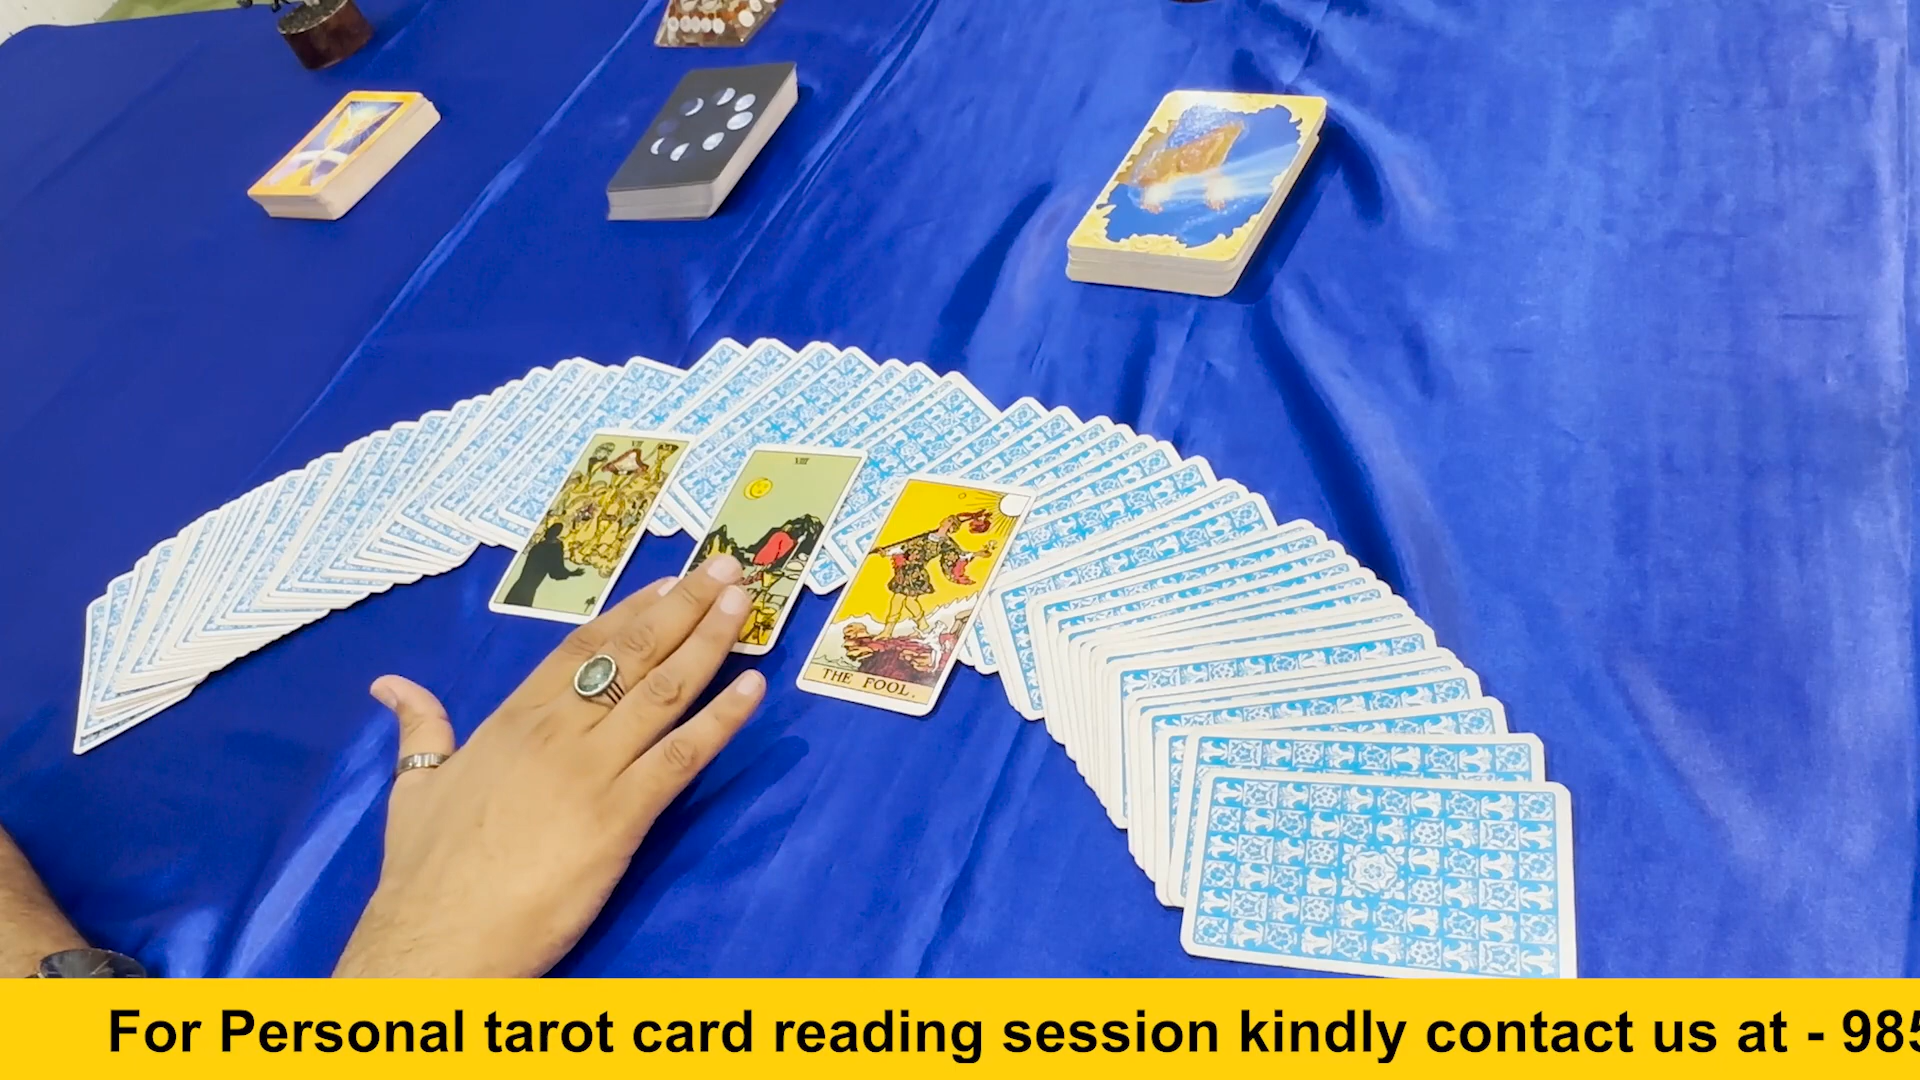 VII
VIII
THE FOOL.
For Personal tarot card reading session kindly contact us at - 985